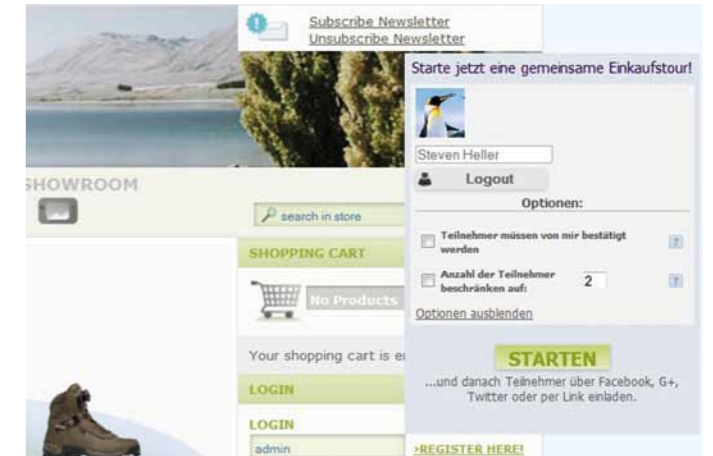 Subscribe Newsletter
Unsubscribe Newsletter
Starte jetzt eine gemeinsame Einkaufstour!
Steven Heller
Logout
Optionen:
Teilnehmer müssen von mir bestätigt
werden
?
Anzahl der Teilnehmer
beschränken auf:
2
?
Optionen ausblenden
STARTEN
...und danach Teilnehmer über Facebook, G+,
Twitter oder per Link einladen.
SHOWROOM
search in store
SHOPPING CART
No Products
Your shopping cart is
LOGIN
LOGIN
admin
>REGISTER HERE!